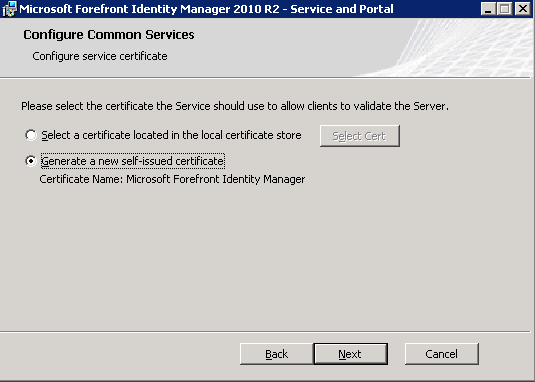 Microsoft Forefront Identity Manager 2010 R2 - Service and Portal
Configure Common Services
Configure service certificate
Please select the certificate the Service should use to allow clients to validate the Server.
Select a certificate located in the local certificate store
Select Cert
Generate a new self-issued certificate
Certificate Name: Microsoft Forefront Identity Manager
Back Next Cancel